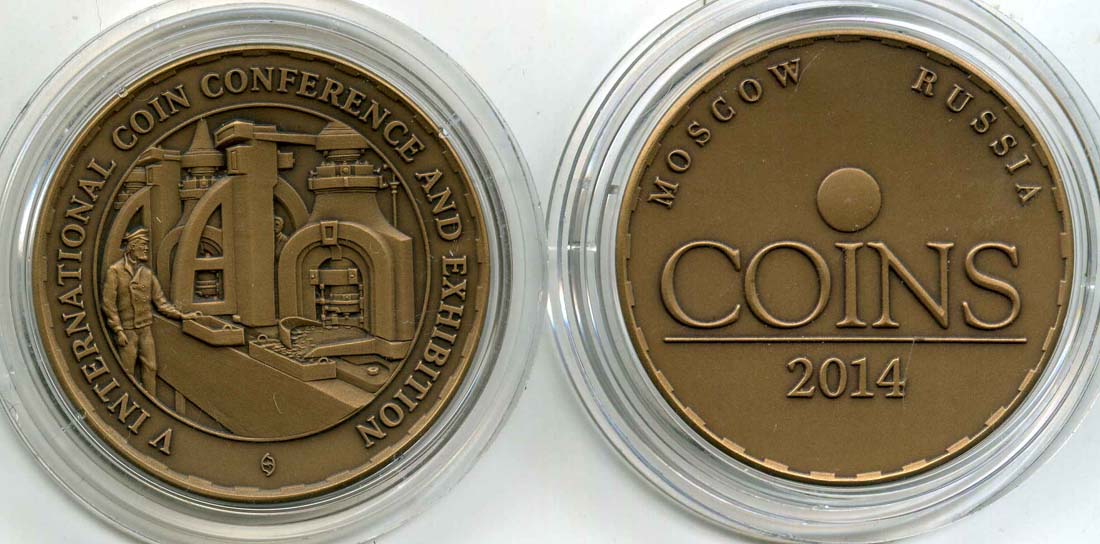 V INTERNATIONAL COIN CONFERENCE AND EXHIBITION
MOSCOW RUSSIA
COINS
2014